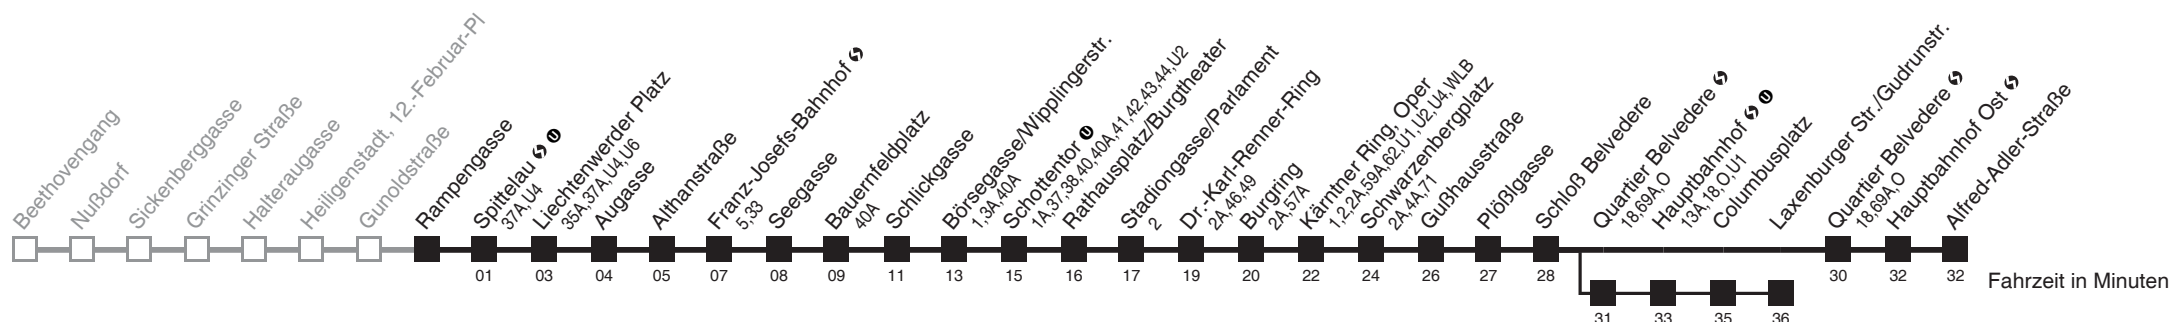 Beethovengang
Nußdorf
Sickenberggasse
Grinzinger Straße
Halteraugasse
Heiligenstadt, 12.-Februar-Pl
Gunoldstraße
Rampengasse
Spittelau
37A,U4
Liechtenwerder Platz
35A,37A,U4,U6
Augasse
Althanstraße
Franz-Josefs-Bahnhof
5,33
Seegasse
Bauernfeldplatz
40A
Schlickgasse
Börsegasse/Wipplingerstr.
1,3A,40A
Schottentor U
1A,37,38,40,40A,41,42,43,44,U2
Rathausplatz/Burgtheater
Stadiongasse/Parlament
2
Dr.-Karl-Renner-Ring
2A,46,49
Burgring
2A,57A
Kärntner Ring, Oper
1,2,2A,59A,62,U1,U2,U4,WLB
Schwarzenbergplatz
2A,4A,71
Gußhausstraße
Plößlgasse
Schloß Belvedere
Quartier Belvedere
18,69A,O
Hauptbahnhof
13A,18,O,U1
Columbusplatz
Laxenburger Str./Gudrunstr.
Quartier Belvedere
18,69A,O
Hauptbahnhof Ost
Alfred-Adler-Straße
01 03 04 05 07 08 09 11 13 15 16 17 19 20 22 24 26 27 28 30 32 32
Fahrzeit in Minuten
31 33 35 36